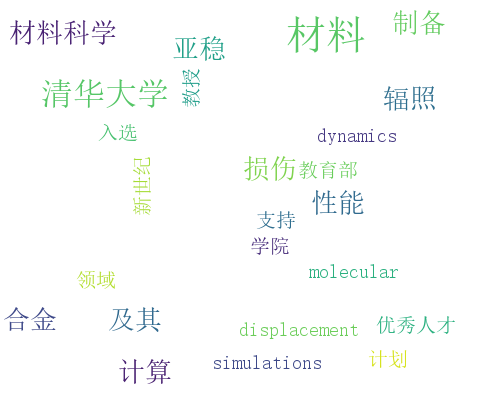 材料
制备
材料科学
亚稳
教授
清华大学
辐照
入选
dynamics
损伤
教育部
新世纪
性能
支持
学院
molecular
领域
合金
及其
displacement
优秀人才
计算
simulations
计划